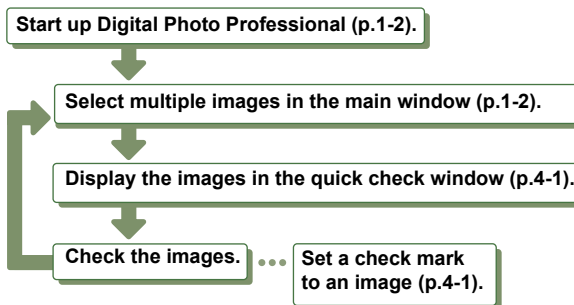 Start up Digital Photo Professional (p.1-2).
Select multiple images in the main window (p.1-2).
Display the images in the quick check window (p.4-1).
Check the images.
Set a check mark
to an image (p.4-1).